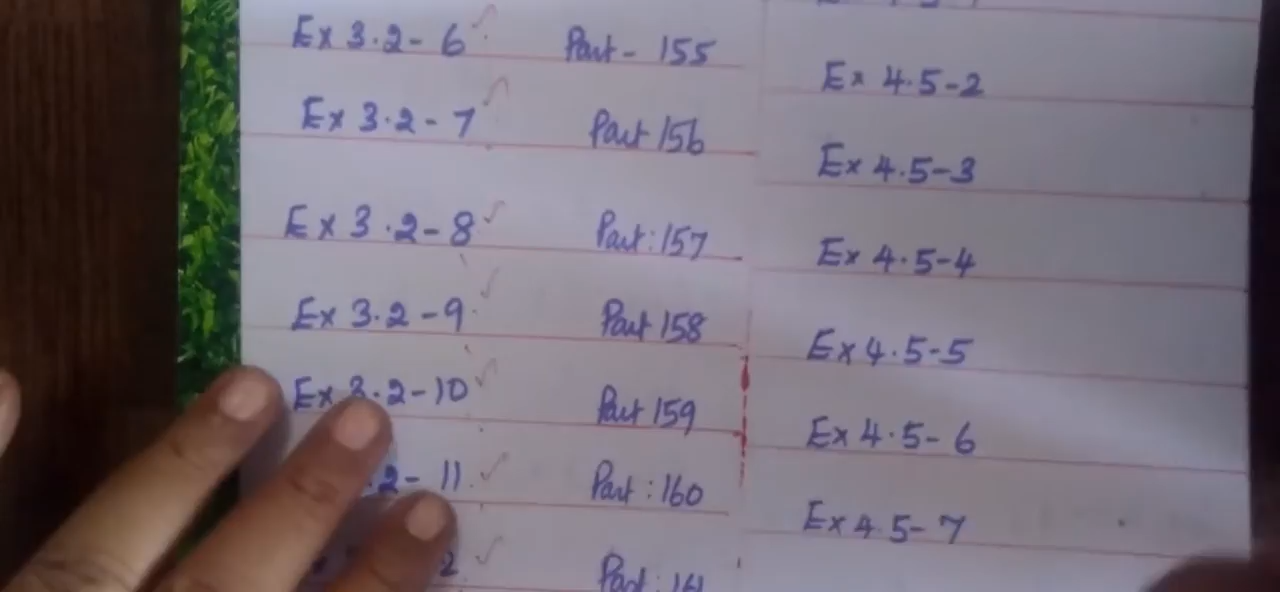 Ex 3.2 - 6 Part - 155
Ex 3.2 - 7 Part 156
Ex 3.2 - 8 Part : 157
Ex 3.2 - 9 Part 158
Ex 3.2 - 10 Part 159
.2 - 11 Part : 160
2 Part : 161
Ex 4.5 - 2
Ex 4.5 - 3
Ex 4.5 - 4
Ex 4.5 - 5
Ex 4.5 - 6
Ex 4.5 - 7